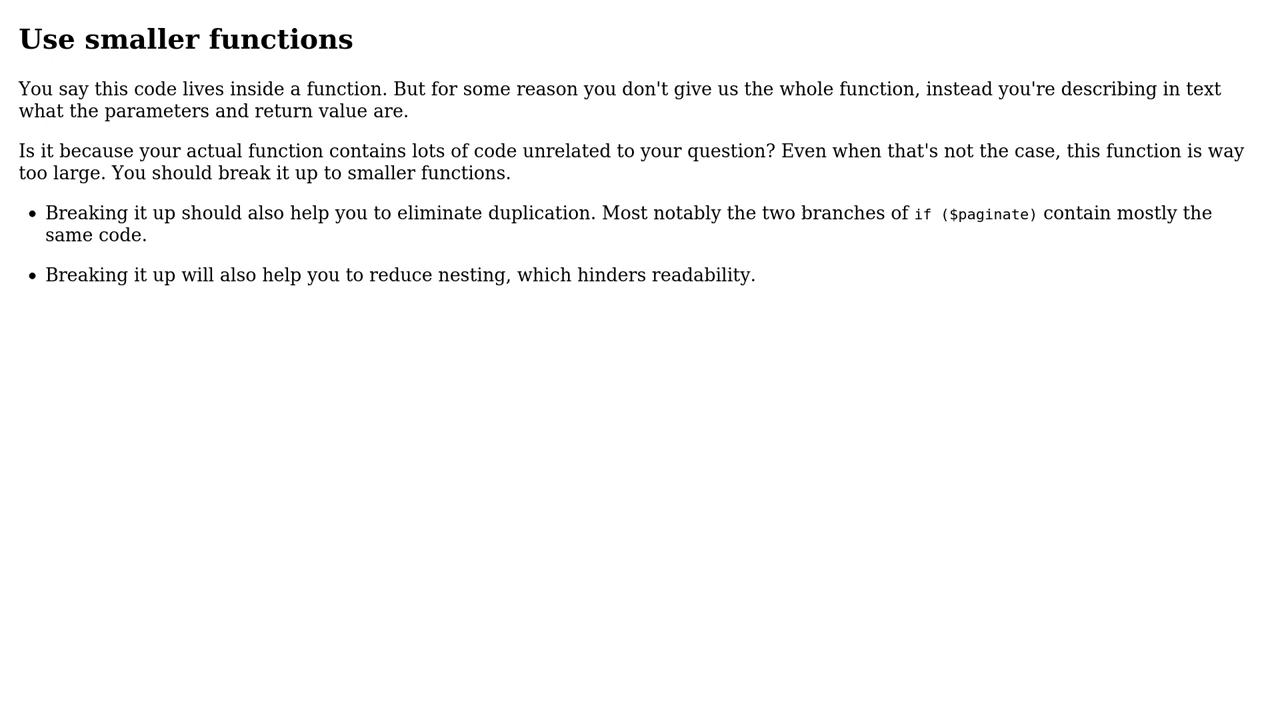 Use smaller functions
You say this code lives inside a function. But for some reason you don't give us the whole function, instead you're describing in text
what the parameters and return value are.
Is it because your actual function contains lots of code unrelated to your question? Even when that's not the case, this function is way
too large. You should break it up to smaller functions.
• Breaking it up should also help you to eliminate duplication. Most notably the two branches of if ($paginate) contain mostly the
same code.
• Breaking it up will also help you to reduce nesting, which hinders readability.